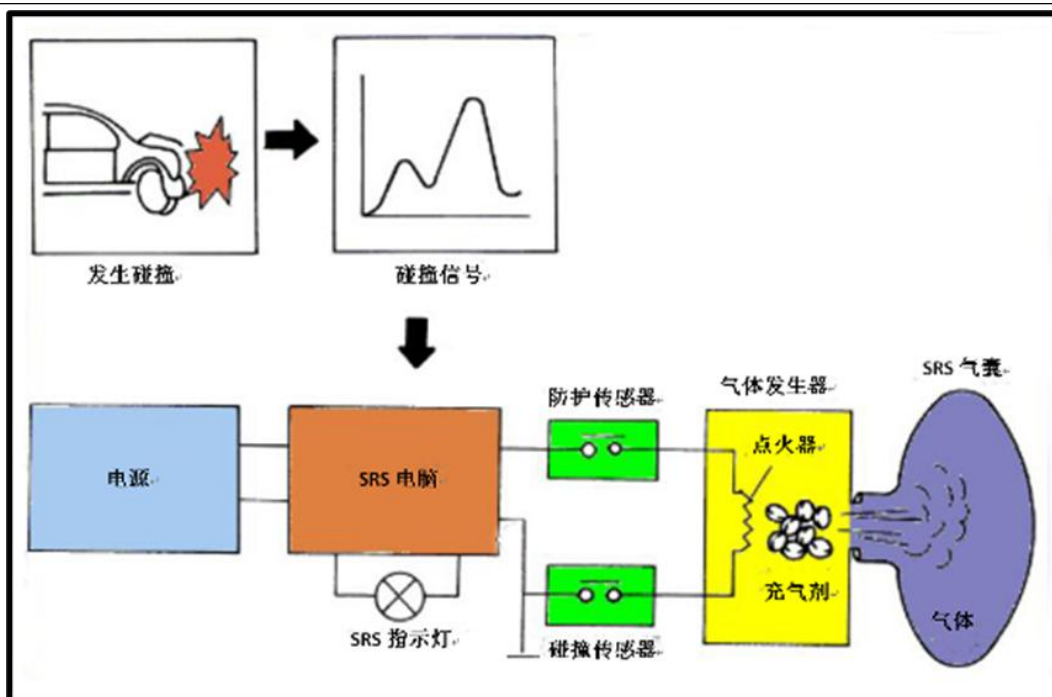 发生碰撞
碰撞信号
防护传感器
气体发生器
SRS 气囊
点火器
电源
SRS 电脑
充气剂
气体
SRS 指示灯
碰撞传感器